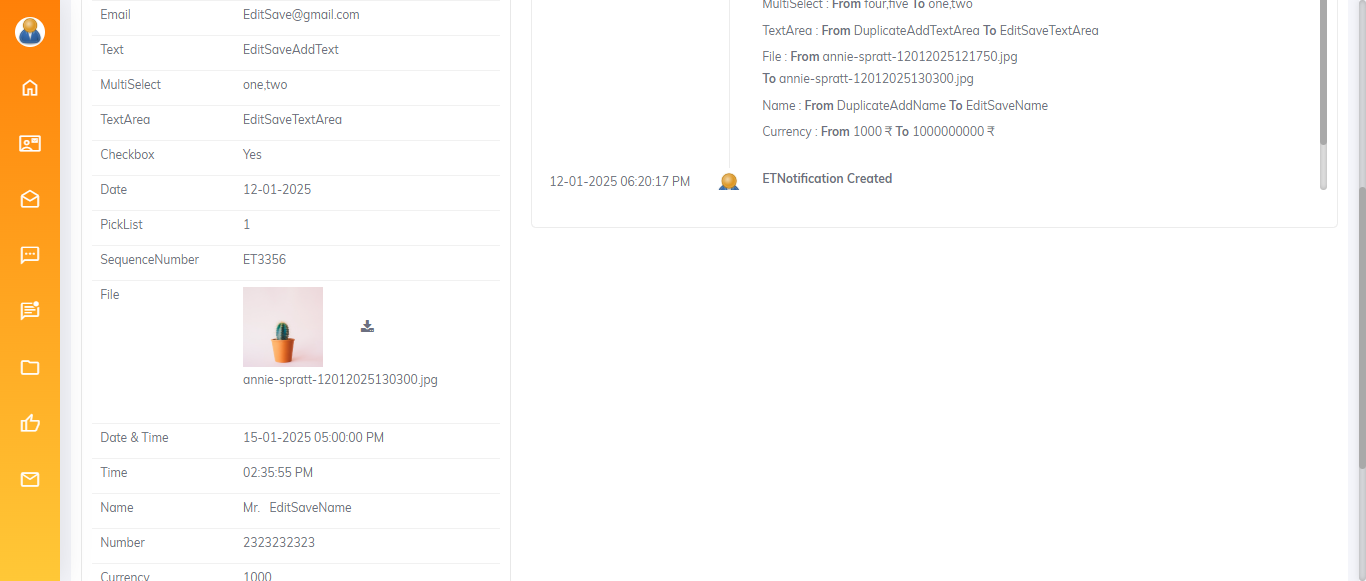 Email EditSave@gmail.com
Text EditSaveAddText
MultiSelect one,two
TextArea EditSaveTextArea
Checkbox Yes
Date 12-01-2025
PickList 1
SequenceNumber ET3356
File
annie-spratt-12012025130300.jpg
Date & Time 15-01-2025 05:00:00 PM
Time 02:35:55 PM
Name Mr. EditSaveName
Number 2323232323
Currency 1000
MultiSelect : From four,five To one,two
TextArea : From DuplicateAddTextArea To EditSaveTextArea
File : From annie-spratt-12012025121750.jpg
To annie-spratt-12012025130300.jpg
Name : From DuplicateAddName To EditSaveName
Currency : From 1000 ₹ To 1000000000 ₹
12-01-2025 06:20:17 PM ETNotification Created